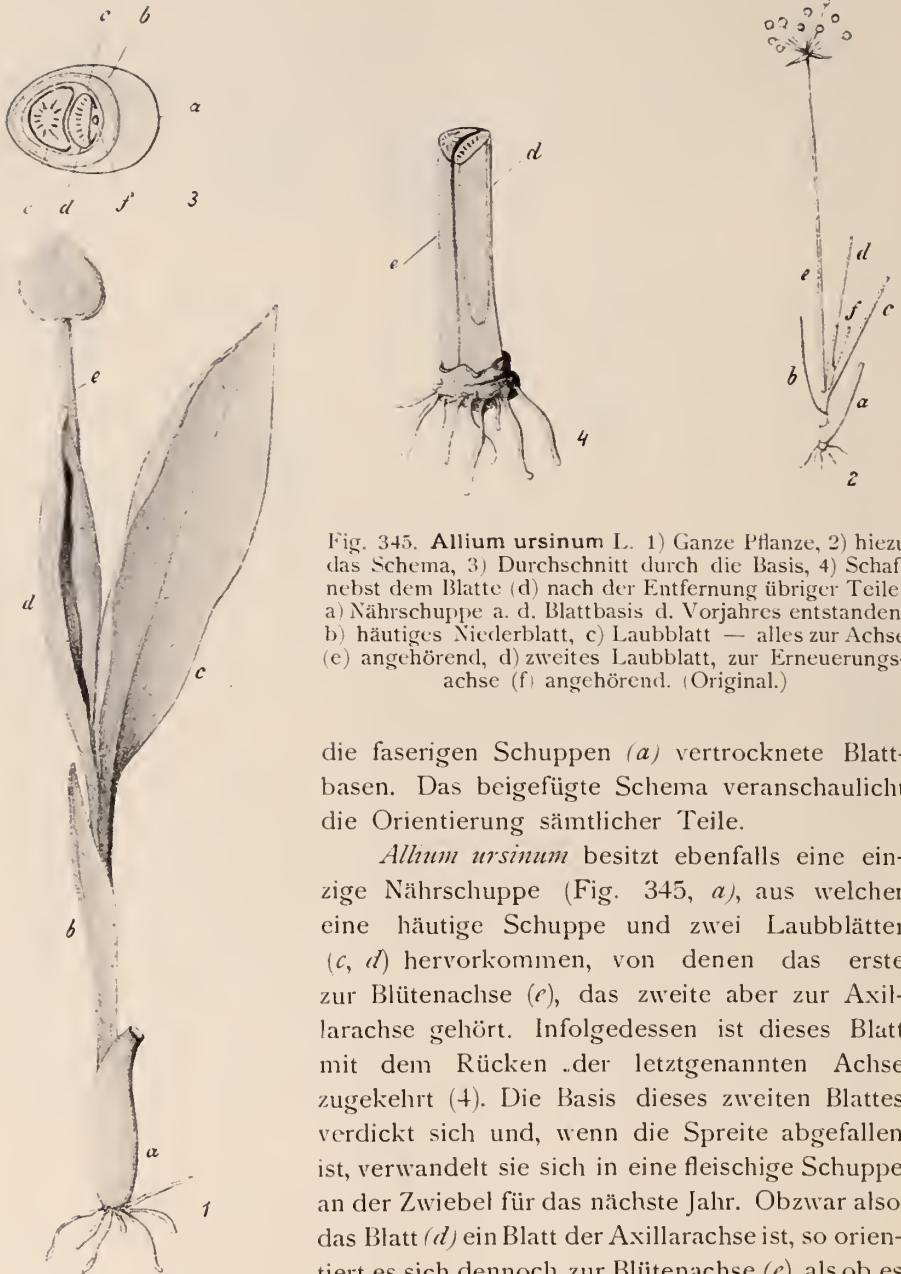 c b
a
c d f 3
e
d
c
b
a
1
d
e
4
d
e
f c
b
a
2
Fig. 345. Allium ursinum L. 1) Ganze Pflanze, 2) hiezu
das Schema, 3) Durchschnitt durch die Basis, 4) Schaf
nebst dem Blatte (d) nach der Entfernung übriger Teile
a) Nährschuppe a. d. Blattbasis d. Vorjahres entstanden
b) häutiges Niederblatt, c) Laubblatt — alles zur Achse
(e) angehörend, d) zweites Laubblatt, zur Erneuerungs-
achse (f) angehörend. (Original.)
die faserigen Schuppen (a) vertrocknete Blatt-
basen. Das beigefügte Schema veranschaulicht
die Orientierung sämtlicher Teile.
Allium ursinum besitzt ebenfalls eine ein-
zige Nährschuppe (Fig. 345, a), aus welcher
eine häutige Schuppe und zwei Laubblätter
(c, d) hervorkommen, von denen das erste
zur Blütenachse (e), das zweite aber zur Axil-
larachse gehört. Infolgedessen ist dieses Blatt
mit dem Rücken der letztgenannten Achse
zugekehrt (4). Die Basis dieses zweiten Blattes
verdickt sich und, wenn die Spreite abgefallen
ist, verwandelt sie sich in eine fleischige Schuppe
an der Zwiebel für das nächste Jahr. Obzwar also
das Blatt (d) ein Blatt der Axillarachse ist, so orien-
tiert es sich dennoch zur Blütenachse (e), als ob es